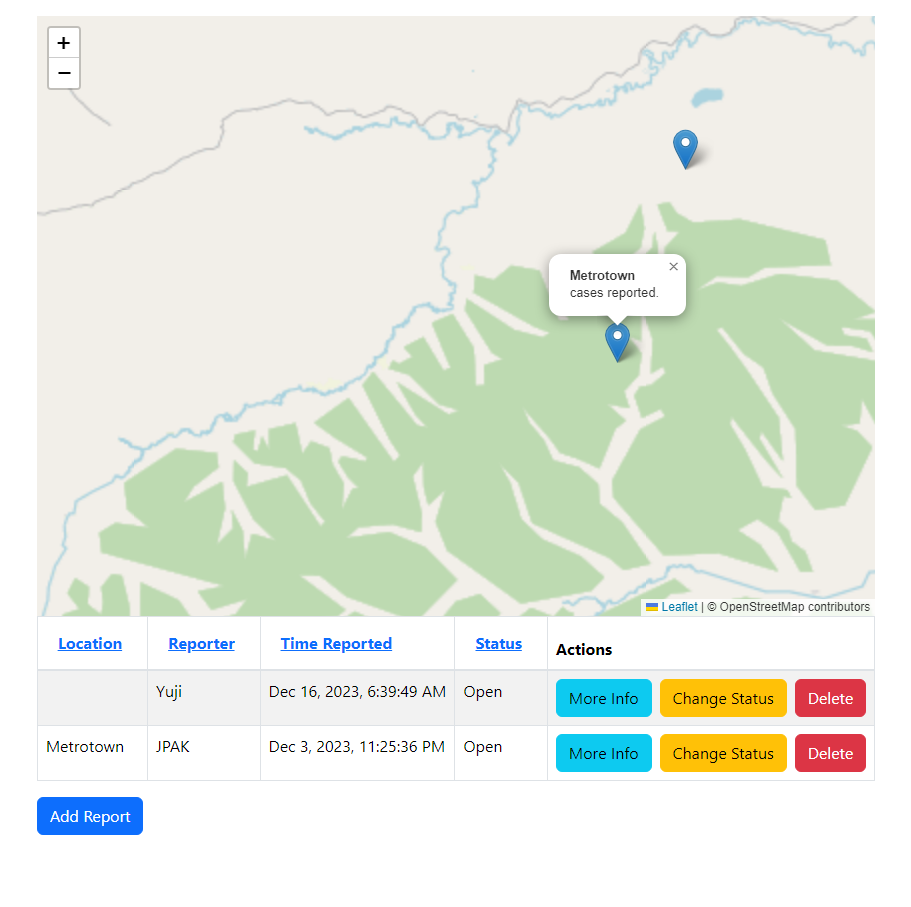 +
−
Metrotown ×
cases reported.
Leaflet | © OpenStreetMap contributors
Location Reporter Time Reported Status Actions
Yuji Dec 16, 2023, 6:39:49 AM Open More Info Change Status Delete
Metrotown JPAK Dec 3, 2023, 11:25:36 PM Open More Info Change Status Delete
Add Report